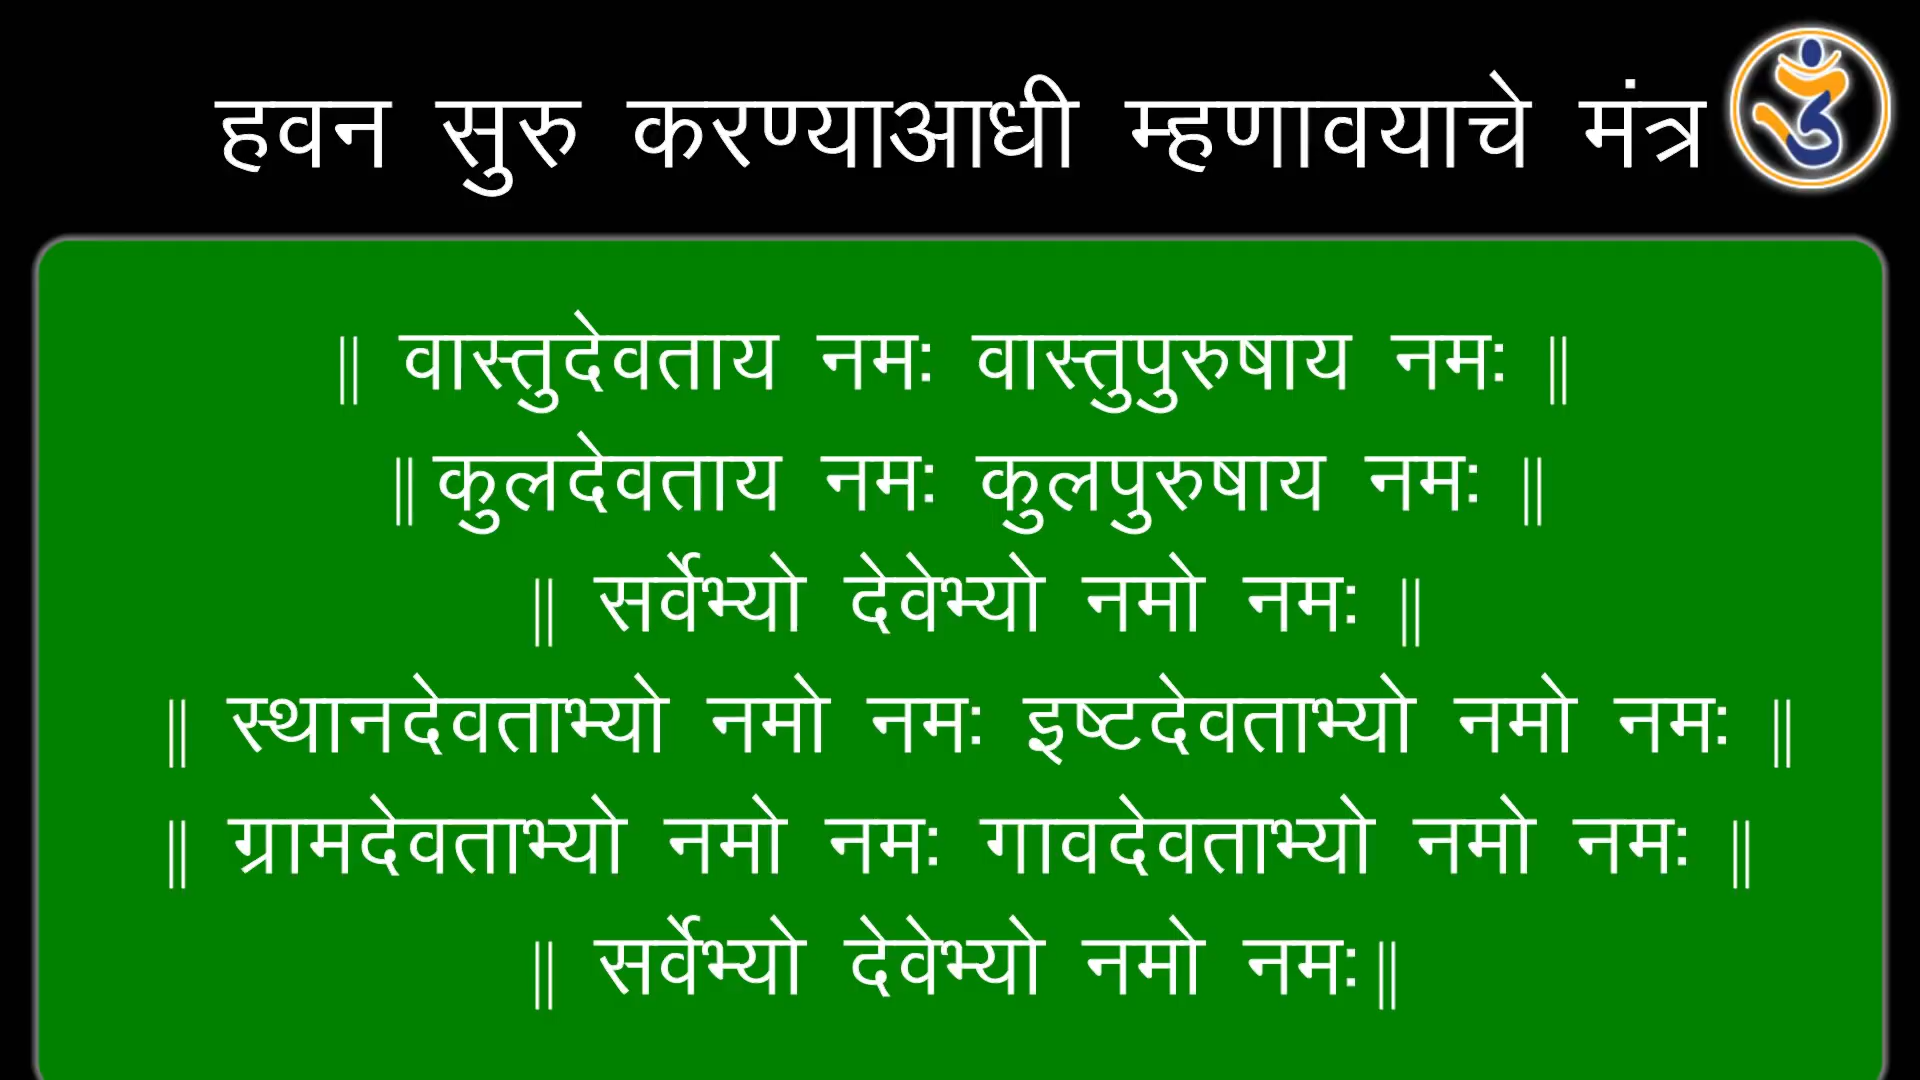 हवन सुरु करण्याआधी म्हणावयाचे मंत्र
॥ वास्तुदेवताय नमः वास्तुपुरुषाय नमः ॥
॥ कुलदेवताय नमः कुलपुरुषाय नमः ॥
॥ सर्वेभ्यो देवेभ्यो नमो नमः ॥
॥ स्थानदेवताभ्यो नमो नमः इष्टदेवताभ्यो नमो नमः ॥
॥ ग्रामदेवताभ्यो नमो नमः गावदेवताभ्यो नमो नमः ॥
॥ सर्वेभ्यो देवेभ्यो नमो नमः॥